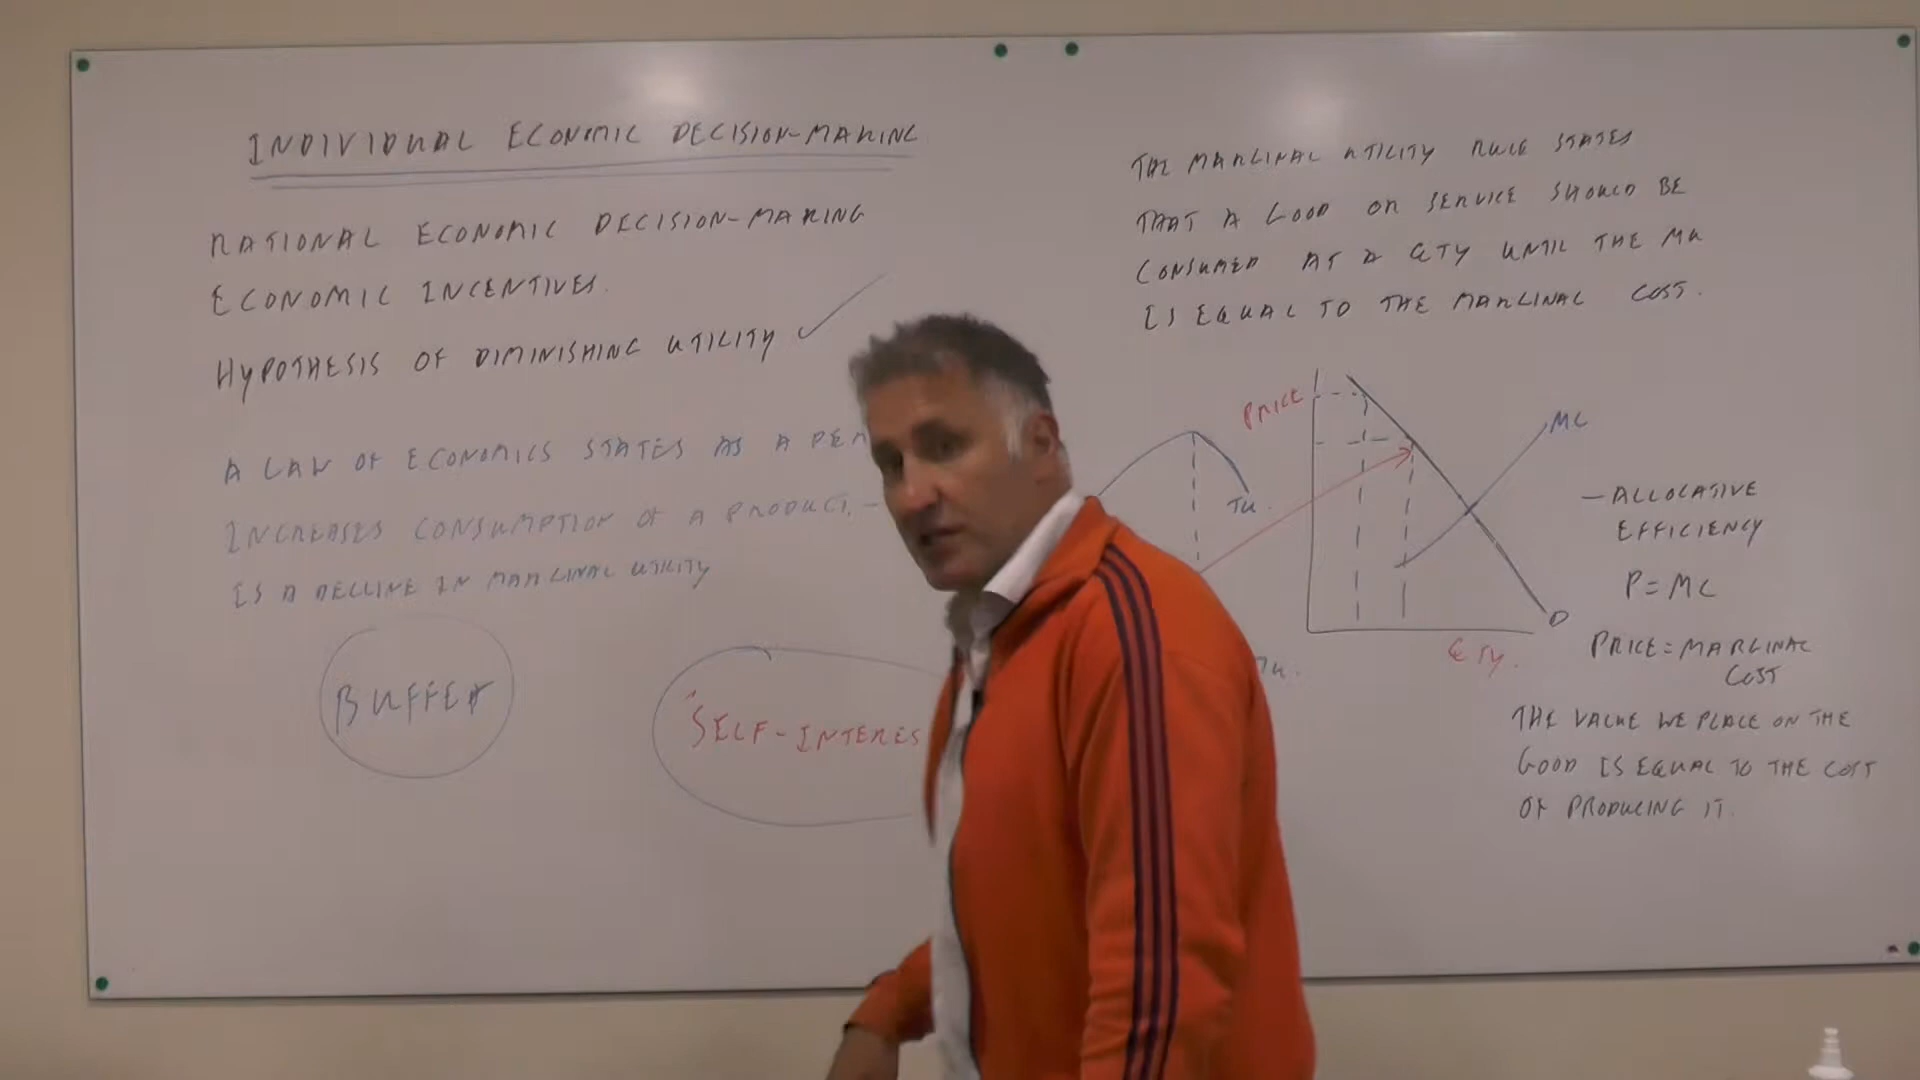 INDIVIDUAL ECONOMIC DECISION-MAKING
RATIONAL ECONOMIC DECISION-MAKING
ECONOMIC INCENTIVES.
HYPOTHESIS OF DIMINISHING UTILITY ✓
A LAW OF ECONOMICS STATES AS A PER
INCREASES CONSUMPTION OF A PRODUCT, -
IS A DECLINE IN MARGINAL UTILITY
BUFFET
SELF-INTERES
THE MARGINAL UTILITY RULE STATES
THAT A GOOD OR SERVICE SHOULD BE
CONSUMED AT A QTY UNTIL THE MU
IS EQUAL TO THE MARGINAL COST.
PRICE
MC
TU.
D
QTY.
MU.
- ALLOCATIVE
EFFICIENCY
P = MC
PRICE = MARGINAL
COST
THE VALUE WE PLACE ON THE
GOOD IS EQUAL TO THE COST
OF PRODUCING IT.